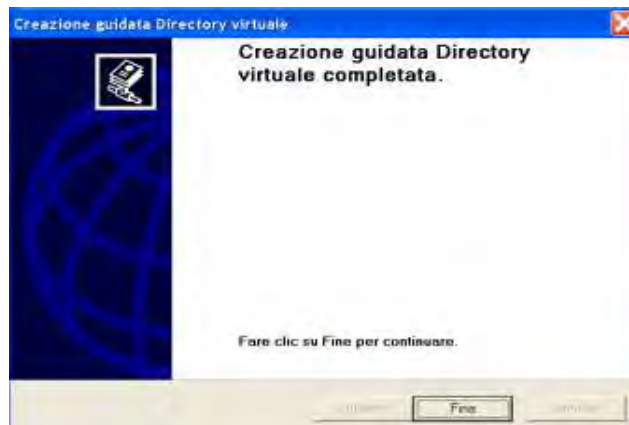 Creazione guidata Directory virtuale
Creazione guidata Directory
virtuale completata.
Fare clic su Fine per continuare.
Fine